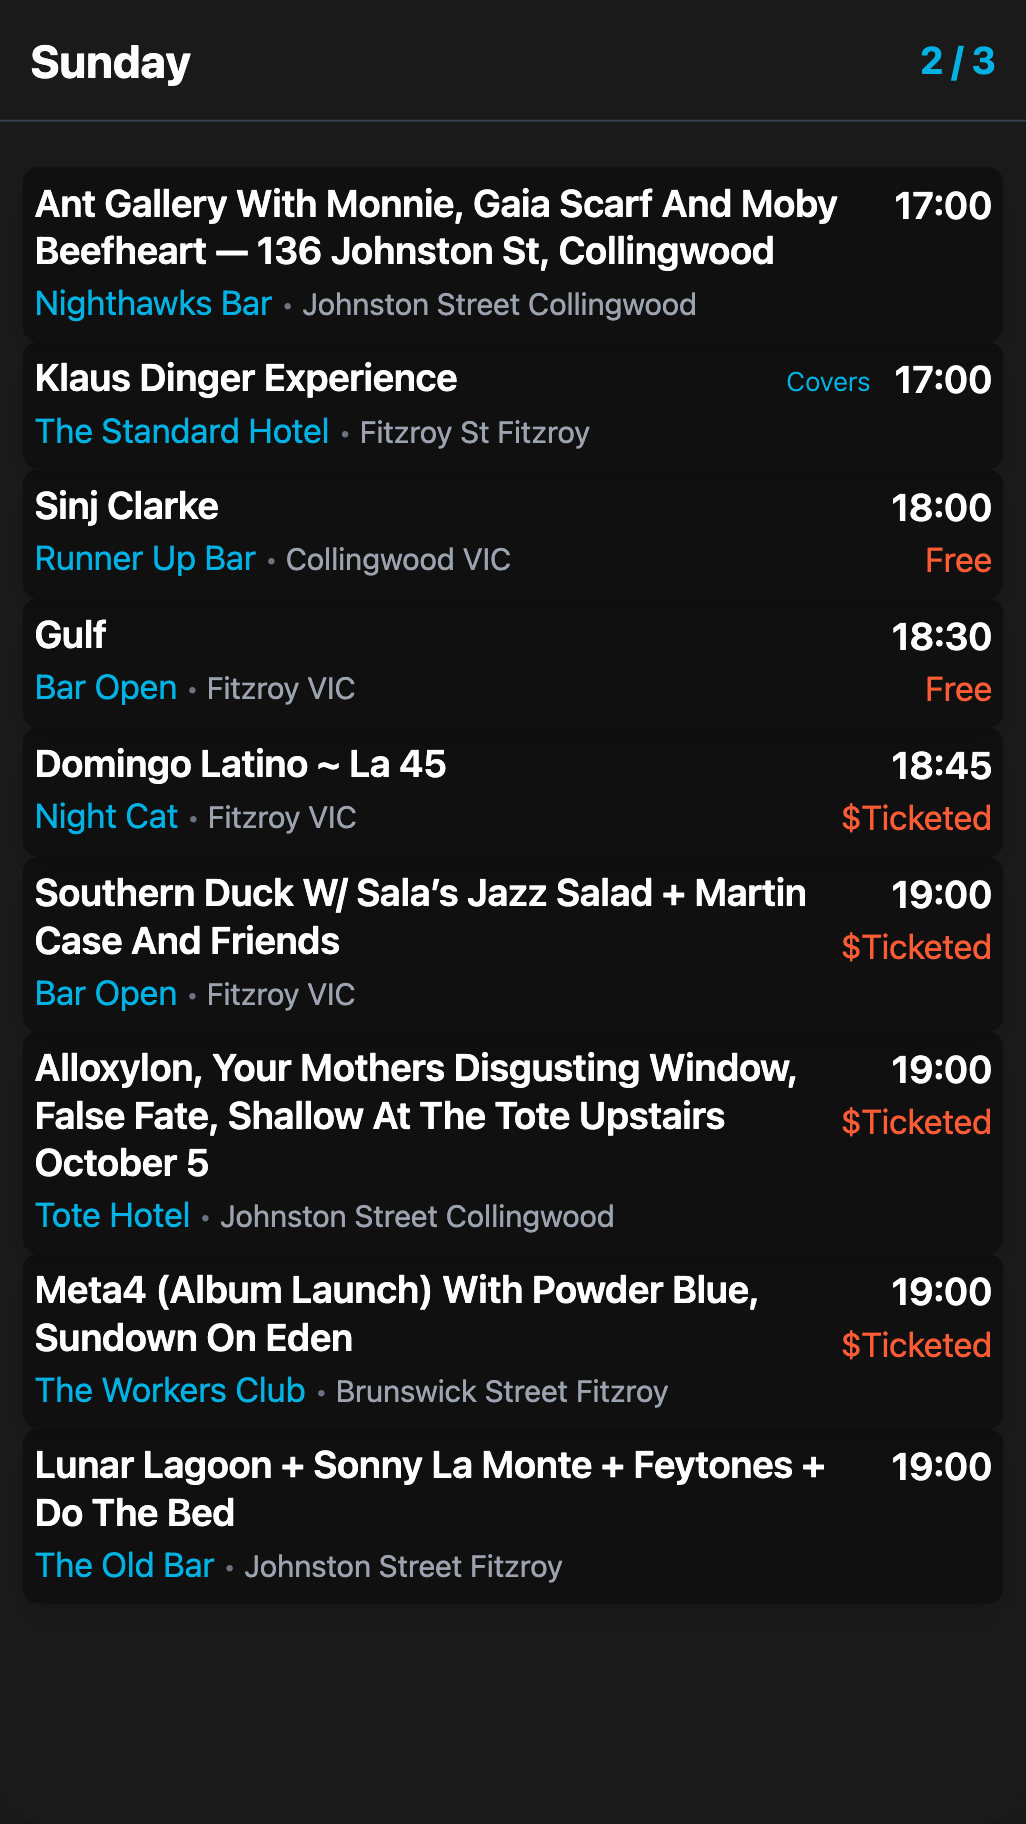 Sunday 2 / 3
Ant Gallery With Monnie, Gaia Scarf And Moby 17:00
Beefheart — 136 Johnston St, Collingwood
Nighthawks Bar • Johnston Street Collingwood
Klaus Dinger Experience Covers 17:00
The Standard Hotel • Fitzroy St Fitzroy
Sinj Clarke 18:00
Runner Up Bar • Collingwood VIC Free
Gulf 18:30
Bar Open • Fitzroy VIC Free
Domingo Latino ~ La 45 18:45
Night Cat • Fitzroy VIC $Ticketed
Southern Duck W/ Sala’s Jazz Salad + Martin 19:00
Case And Friends $Ticketed
Bar Open • Fitzroy VIC
Alloxylon, Your Mothers Disgusting Window, 19:00
False Fate, Shallow At The Tote Upstairs $Ticketed
October 5
Tote Hotel • Johnston Street Collingwood
Meta4 (Album Launch) With Powder Blue, 19:00
Sundown On Eden $Ticketed
The Workers Club • Brunswick Street Fitzroy
Lunar Lagoon + Sonny La Monte + Feytones + 19:00
Do The Bed
The Old Bar • Johnston Street Fitzroy